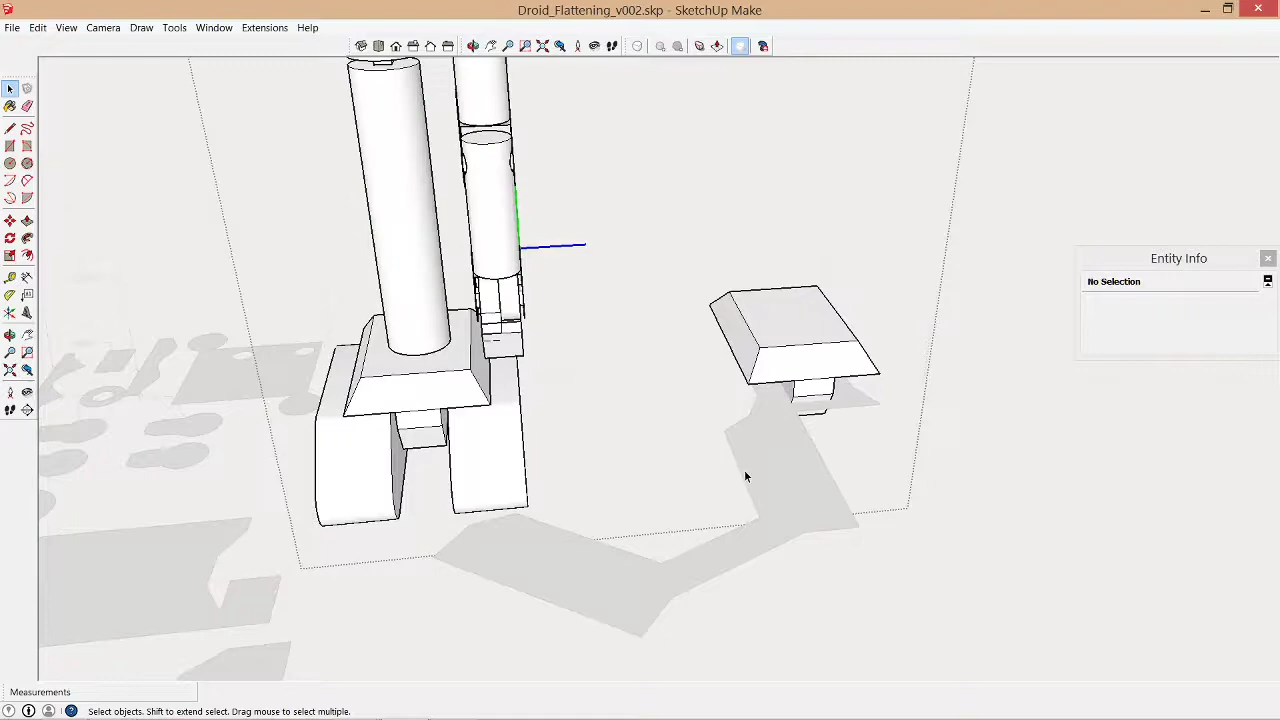 Droid_Flattening_v002.skp - SketchUp Make
File Edit View Camera Draw Tools Window Extensions Help
Entity Info
No Selection
Measurements
Select objects. Shift to extend select. Drag mouse to select multiple.